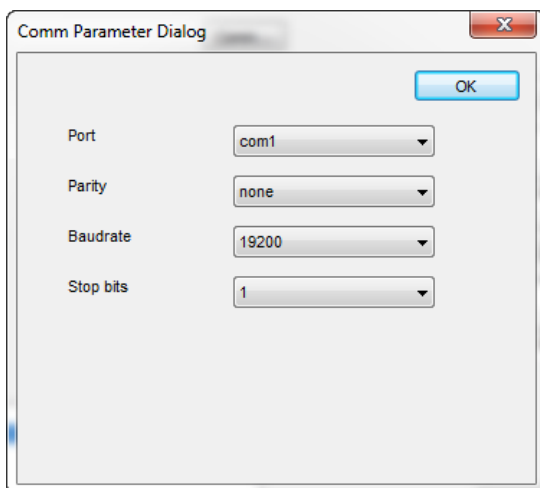 Comm Parameter Dialog
OK
Port com1
Parity none
Baudrate 19200
Stop bits 1